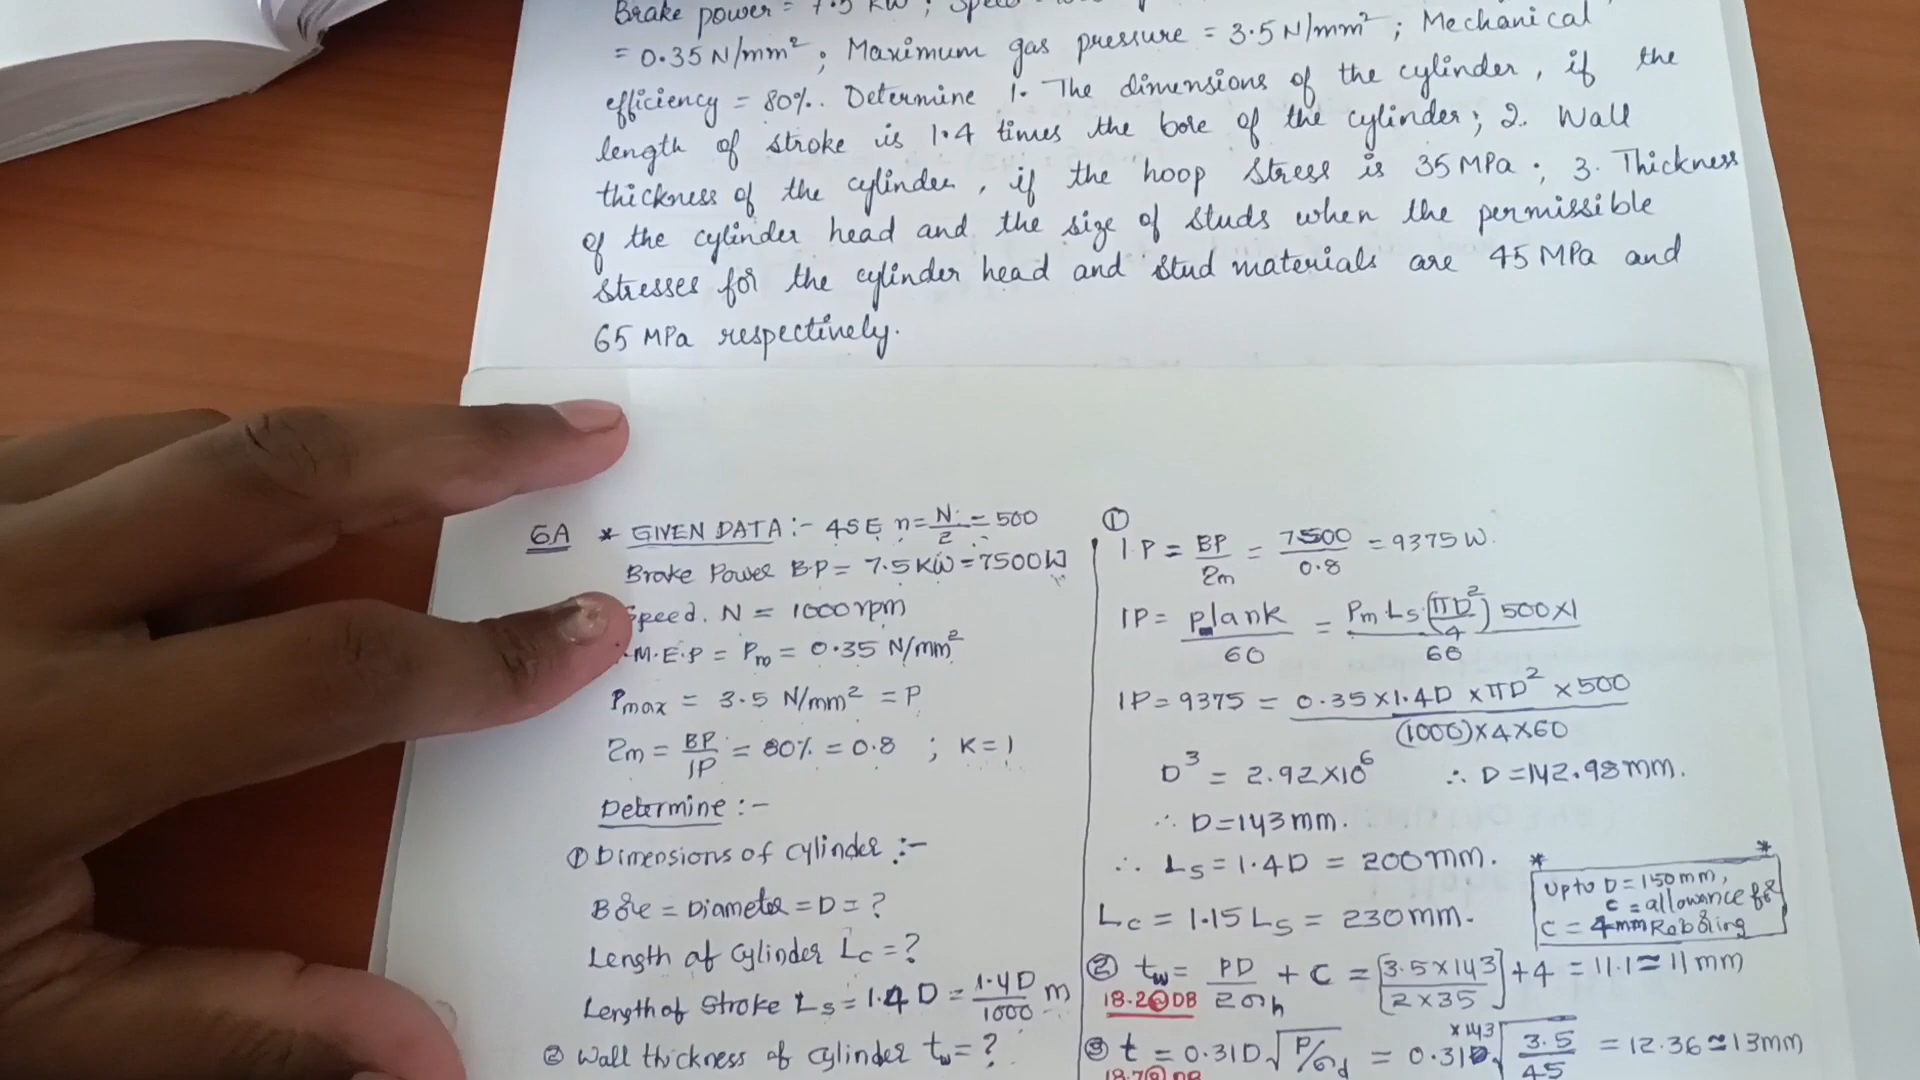 Brake power = 7.5 kW ; Speed
= 0.35 N/mm² ; Maximum gas pressure = 3.5 N/mm² ; Mechanical
efficiency = 80%. Determine 1. The dimensions of the cylinder, if the
length of stroke is 1.4 times the bore of the cylinder; 2. Wall
thickness of the cylinder, if the hoop stress is 35 MPa ; 3. Thickness
of the cylinder head and the size of studs when the permissible
stresses for the cylinder head and stud materials are 45 MPa and
65 MPa respectively.
6A * GIVEN DATA :- 4SE n = N/2 = 500
Brake Power B.P = 7.5 KW = 7500 W
Speed. N = 1000 rpm
M.E.P = Pm = 0.35 N/mm²
Pmax = 3.5 N/mm² = P
ηm = BP/IP = 80% = 0.8 ; K = 1
Determine :-
① Dimensions of cylinder :-
Bore = Diameter = D = ?
Length of cylinder Lc = ?
Length of Stroke Ls = 1.4 D = 1.4D/1000 m
② Wall thickness of cylinder tw = ?
①
I.P = BP/ηm = 7500/0.8 = 9375 W.
IP = plank/60 = Pm Ls (πD²/4) 500×1/60
IP = 9375 = 0.35×1.4D×πD²×500/(1000)×4×60
D³ = 2.92×10⁶ ∴ D = 142.98 mm.
∴ D = 143 mm.
∴ Ls = 1.4D = 200 mm.
Lc = 1.15 Ls = 230 mm.
* *
Upto D = 150 mm,
c = allowance for
C = 4mm Reboring
② tw = PD/2σh + C = [3.5×143/2×35] + 4 = 11.1 ≃ 11 mm
18.2 DB
③ t = 0.31D √P/σd = 0.31D ×143 √3.5/45 = 12.36 ≃ 13 mm